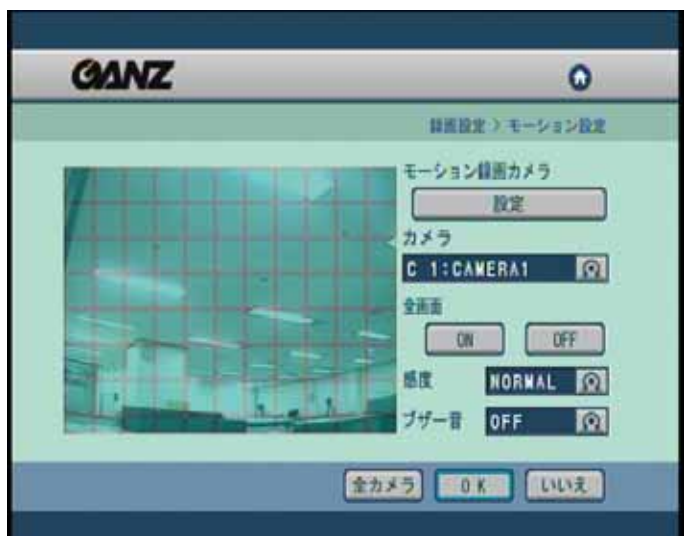 GANZ
録画設定 > モーション設定
モーション録画カメラ
設定
カメラ
C 1:CAMERA1
全画面
ON OFF
感度 NORMAL
ブザー音 OFF
全カメラ OK いいえ